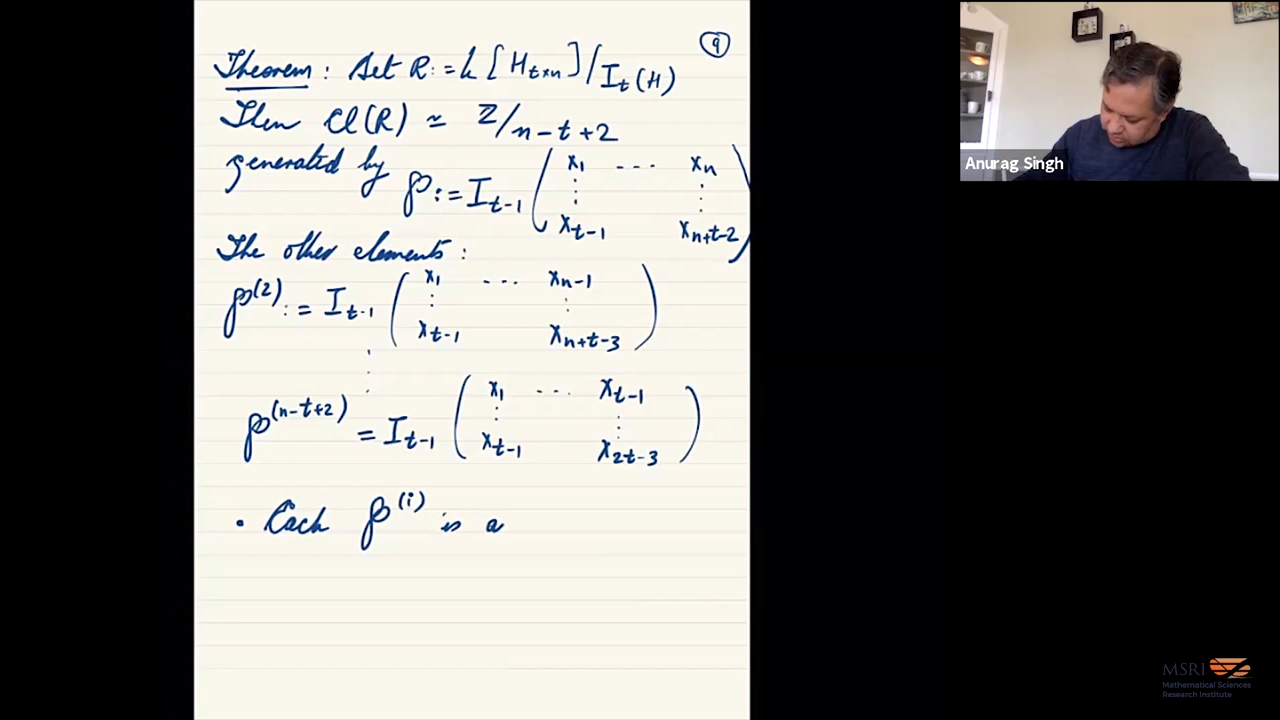 9
Theorem : Set R := k [ H_{t×n} ] / I_t(H)
Then Cl(R) ≃ ℤ/n-t+2
generated by ℘ := I_{t-1} ( x_1 --- x_n
⋮ ⋮
x_{t-1} x_{n+t-2} )
The other elements :
℘^{(2)} := I_{t-1} ( x_1 --- x_{n-1}
⋮ ⋮
x_{t-1} x_{n+t-3} )
⋮
℘^{(n-t+2)} = I_{t-1} ( x_1 --- x_{t-1}
⋮ ⋮
x_{t-1} x_{2t-3} )
• Each ℘^{(i)} is a
Anurag Singh
MSRI
Mathematical Sciences
Research Institute